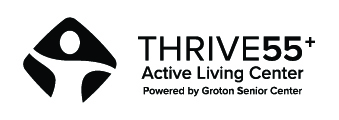 THRIVE55+
Active Living Center
Powered by Groton Senior Center